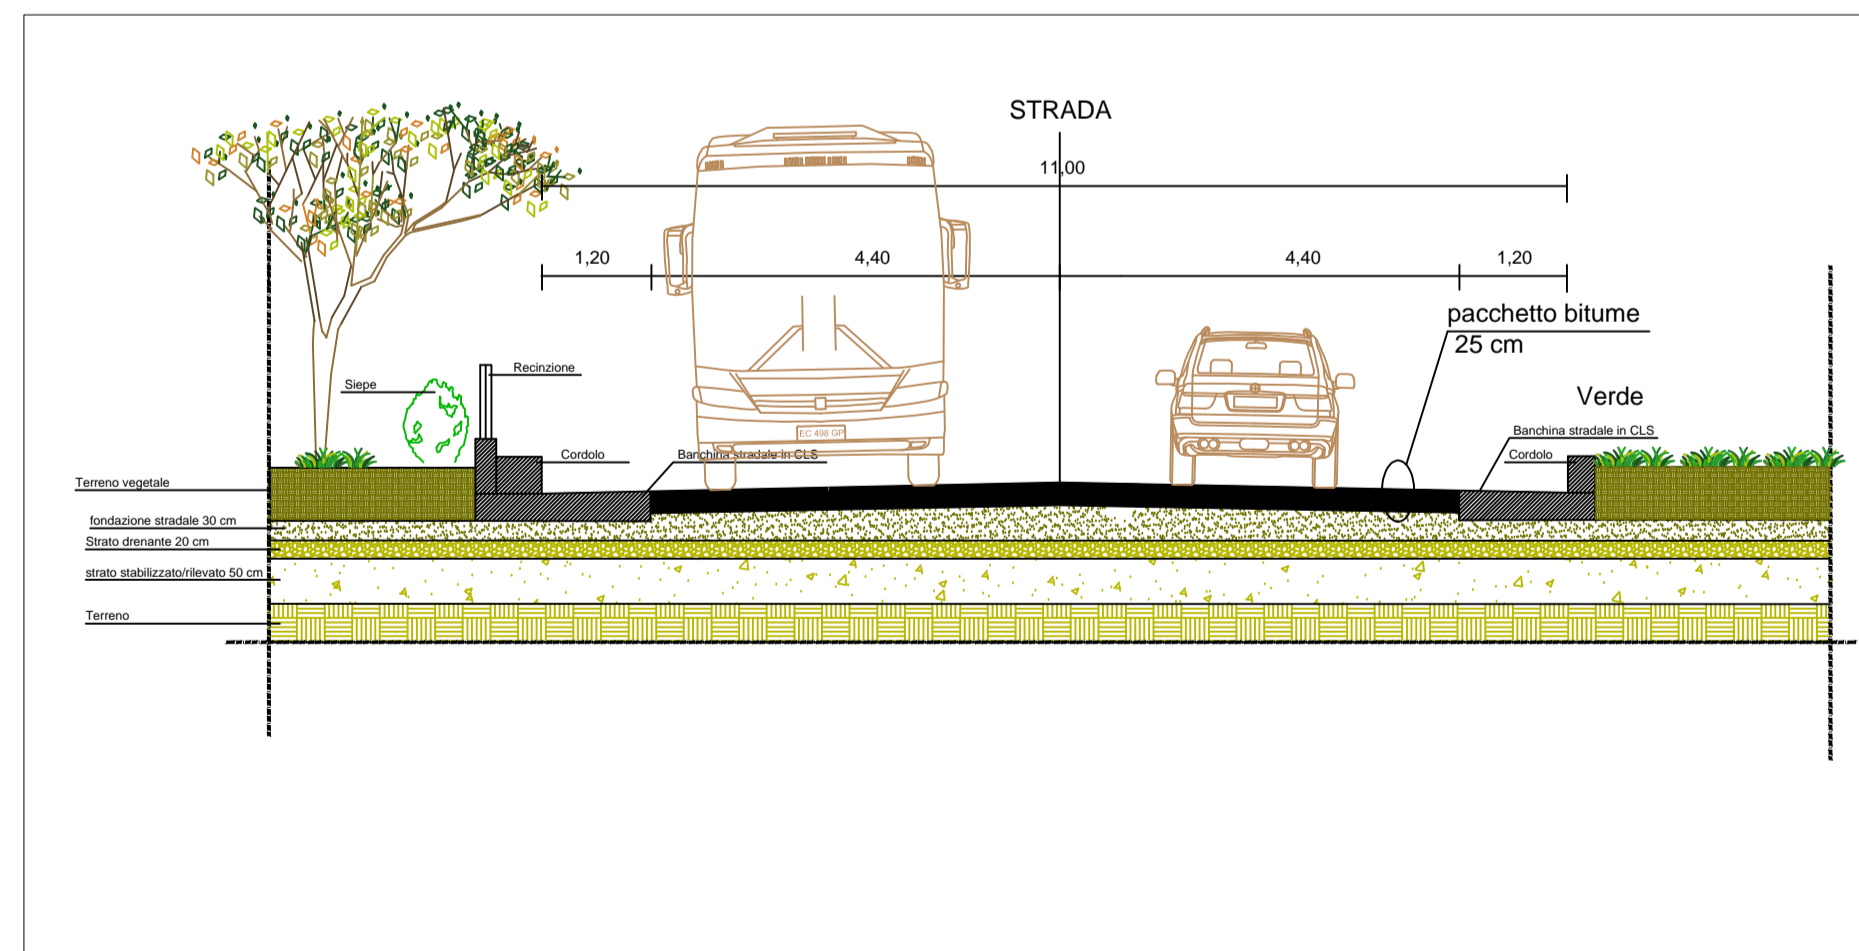 STRADA
11,00
1,20
4,40
4,40
1,20
pacchetto bitume
25 cm
Recinzione
Siepe
Verde
EC 498 GP
Banchina stradale in CLS
Cordolo
Banchina stradale in CLS
Cordolo
Terreno vegetale
fondazione stradale 30 cm
Strato drenante 20 cm
strato stabilizzato/rilevato 50 cm
Terreno